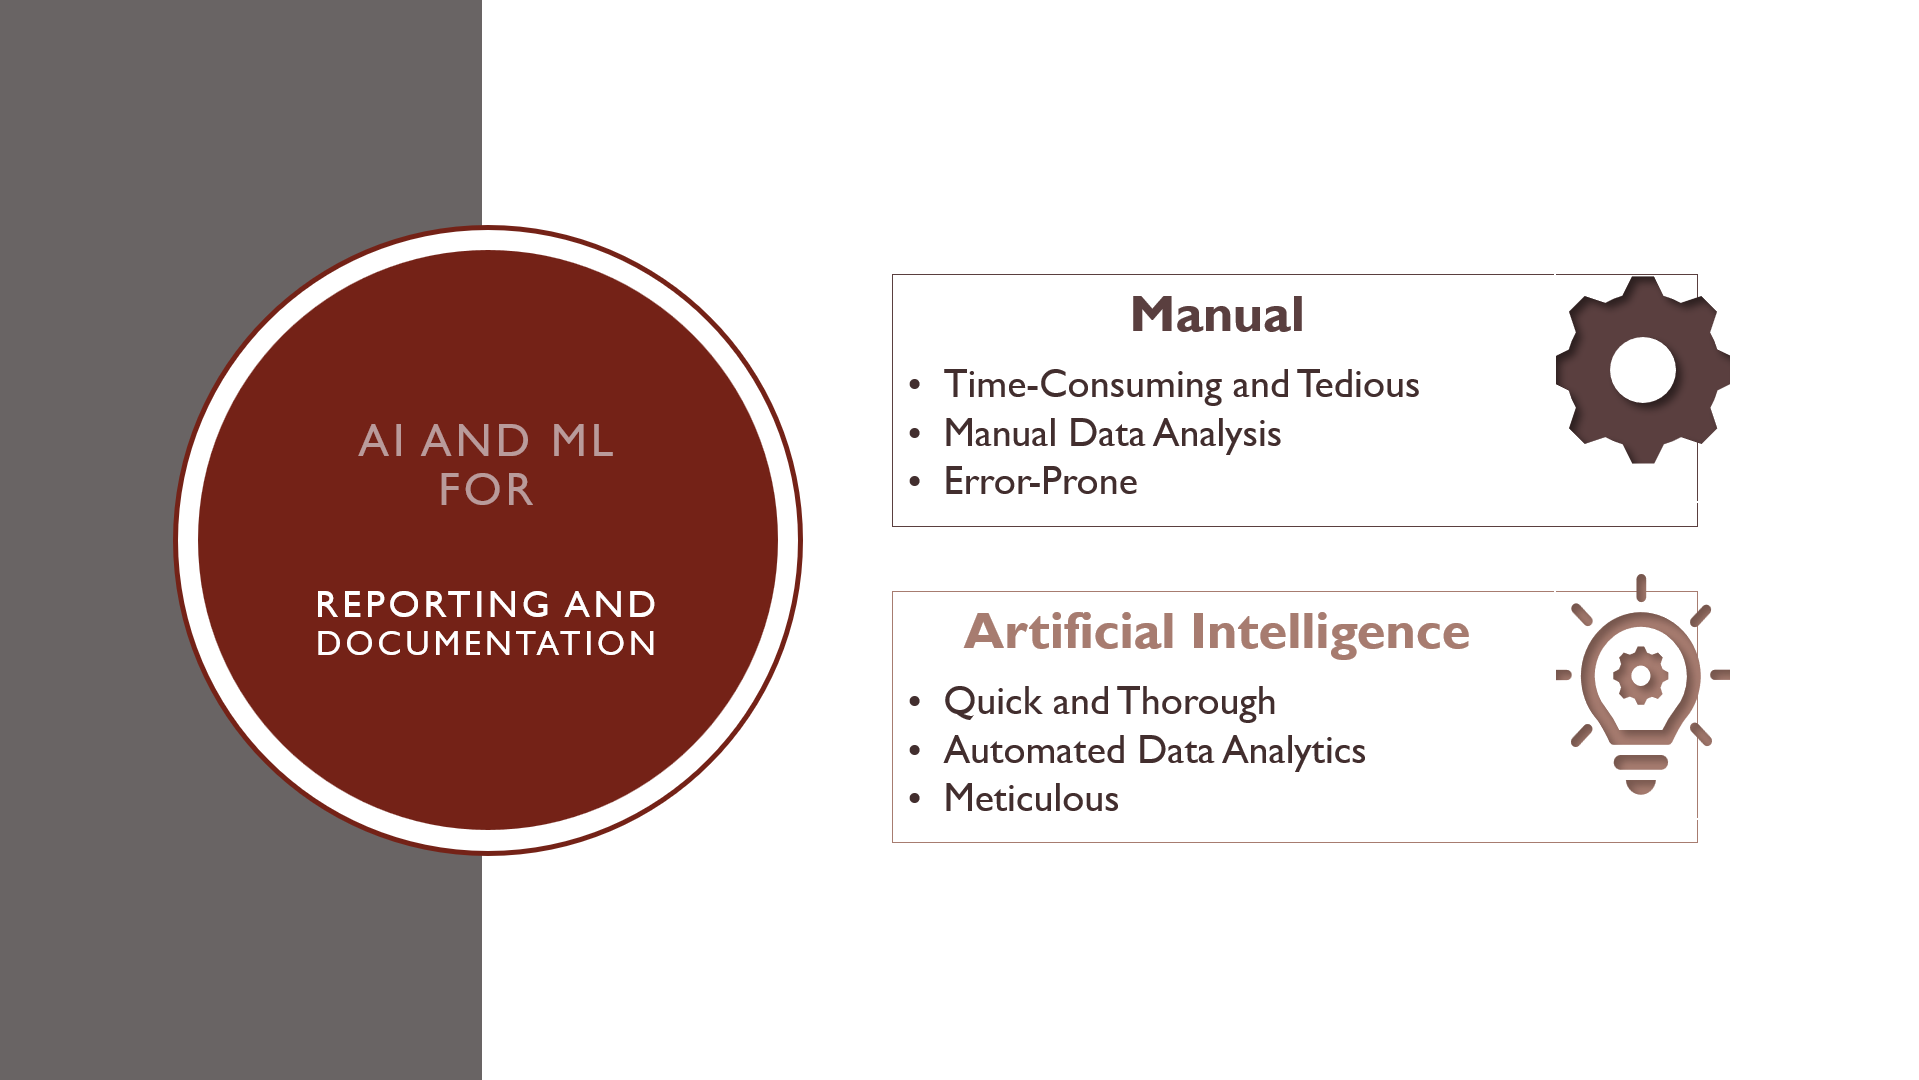 AI AND ML
FOR
REPORTING AND
DOCUMENTATION
Manual
• Time-Consuming and Tedious
• Manual Data Analysis
• Error-Prone
Artificial Intelligence
• Quick and Thorough
• Automated Data Analytics
• Meticulous